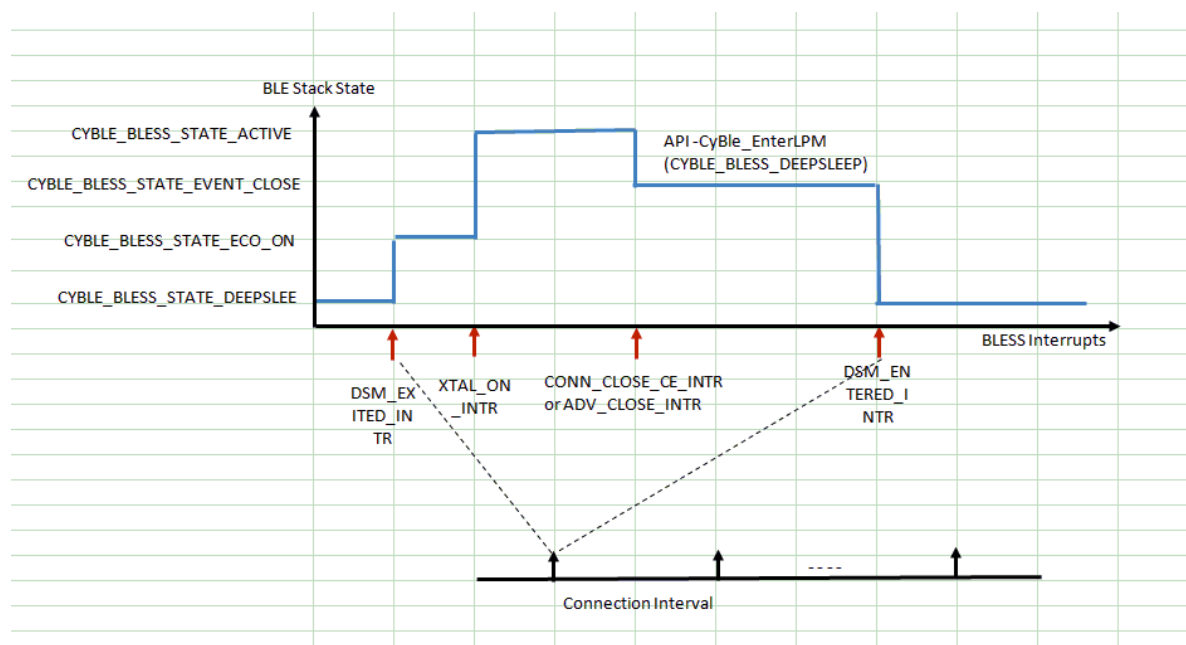 BLE Stack State
CYBLE_BLESS_STATE_ACTIVE
API -CyBle_EnterLPM
(CYBLE_BLESS_DEEPSLEEP)
CYBLE_BLESS_STATE_EVENT_CLOSE
CYBLE_BLESS_STATE_ECO_ON
CYBLE_BLESS_STATE_DEEPSLEE
BLESS Interrupts
DSM_EX
ITED_IN
TR
XTAL_ON
_INTR
CONN_CLOSE_CE_INTR
or ADV_CLOSE_INTR
DSM_EN
TERED_I
NTR
-----
Connection Interval